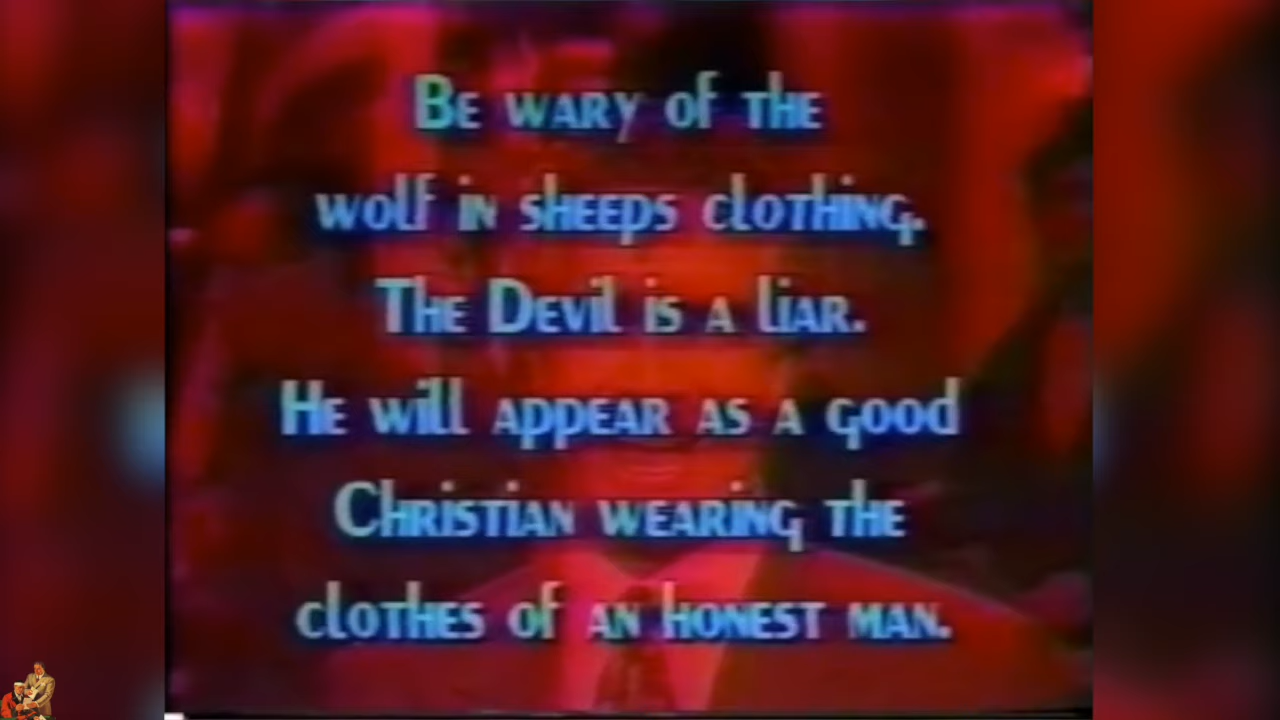 Be wary of the
wolf in sheeps clothing.
The Devil is a liar.
He will appear as a good
Christian wearing the
clothes of an honest man.